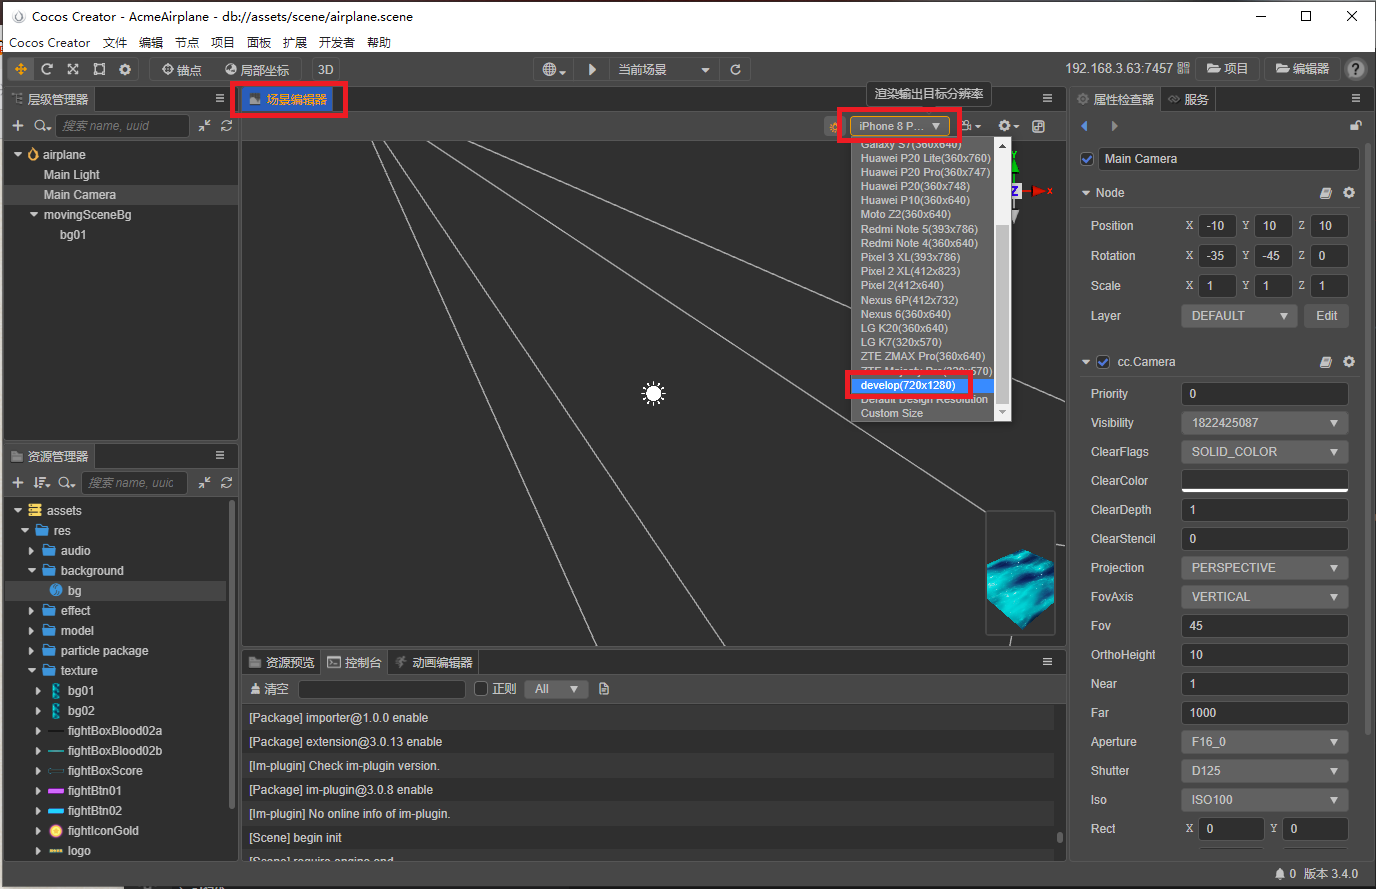 Cocos Creator - AcmeAirplane - db://assets/scene/airplane.scene
Cocos Creator 文件 编辑 节点 项目 面板 扩展 开发者 帮助
锚点 局部坐标 3D 当前场景 192.168.3.63:7457 项目 编辑器 ?
层级管理器
搜索 name, uuid
airplane
Main Light
Main Camera
movingSceneBg
bg01
资源管理器
搜索 name, uuic
assets
res
audio
background
bg
effect
model
particle package
texture
bg01
bg02
fightBoxBlood02a
fightBoxBlood02b
fightBoxScore
fightBtn01
fightBtn02
fightIconGold
logo
场景编辑器
渲染输出目标分辨率
iPhone 8 P...
Galaxy S7(360x640)
Huawei P20 Lite(360x760)
Huawei P20 Pro(360x747)
Huawei P20(360x748)
Huawei P10(360x640)
Moto Z2(360x640)
Redmi Note 5(393x786)
Redmi Note 4(360x640)
Pixel 3 XL(393x786)
Pixel 2 XL(412x823)
Pixel 2(412x640)
Nexus 6P(412x732)
Nexus 6(360x640)
LG K20(360x640)
LG K7(320x570)
ZTE ZMAX Pro(360x640)
ZTE Majesty Pro(320x570)
develop(720x1280)
Default Design Resolution
Custom Size
Y
Z
x
资源预览 控制台 动画编辑器
清空 正则 All
[Package] importer@1.0.0 enable
[Package] extension@3.0.13 enable
[Im-plugin] Check im-plugin version.
[Package] im-plugin@3.0.8 enable
[Im-plugin] No online info of im-plugin.
[Scene] begin init
[Scene] require engine end
属性检查器 服务
Main Camera
Node
Position X -10 Y 10 Z 10
Rotation X -35 Y -45 Z 0
Scale X 1 Y 1 Z 1
Layer DEFAULT Edit
cc.Camera
Priority 0
Visibility 1822425087
ClearFlags SOLID_COLOR
ClearColor
ClearDepth 1
ClearStencil 0
Projection PERSPECTIVE
FovAxis VERTICAL
Fov 45
OrthoHeight 10
Near 1
Far 1000
Aperture F16_0
Shutter D125
Iso ISO100
Rect X 0 Y 0
0 版本 3.4.0